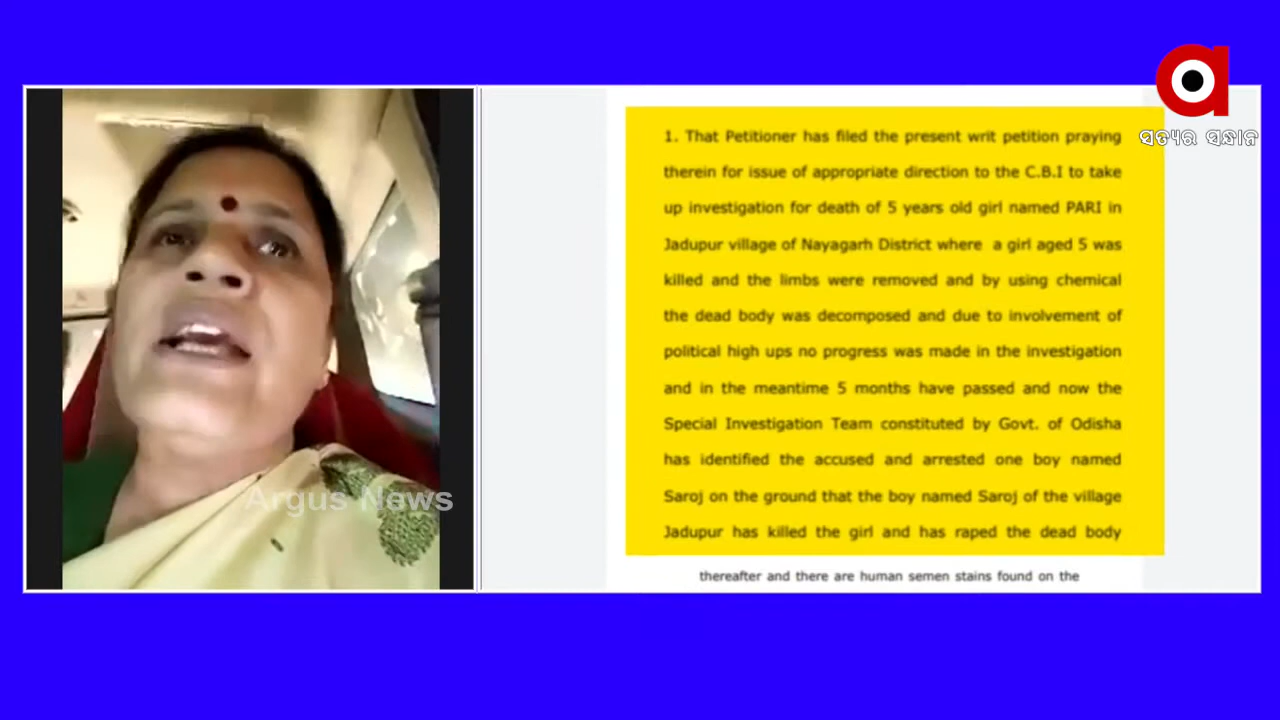 ସତ୍ୟର ସନ୍ଧାନ
1. That Petitioner has filed the present writ petition praying
therein for issue of appropriate direction to the C.B.I to take
up investigation for death of 5 years old girl named PARI in
Jadupur village of Nayagarh District where a girl aged 5 was
killed and the limbs were removed and by using chemical
the dead body was decomposed and due to involvement of
political high ups no progress was made in the investigation
and in the meantime 5 months have passed and now the
Special Investigation Team constituted by Govt. of Odisha
has identified the accused and arrested one boy named
Saroj on the ground that the boy named Saroj of the village
Jadupur has killed the girl and has raped the dead body
thereafter and there are human semen stains found on the
Argus News